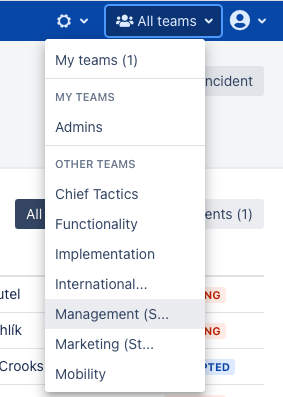 All teams
My teams (1)
ncident
MY TEAMS
Admins
OTHER TEAMS
Chief Tactics
All
ents (1)
Functionality
Implementation
International...
utel
NG
Management (S...
hlík
NG
Marketing (St...
Crooks
PTED
Mobility